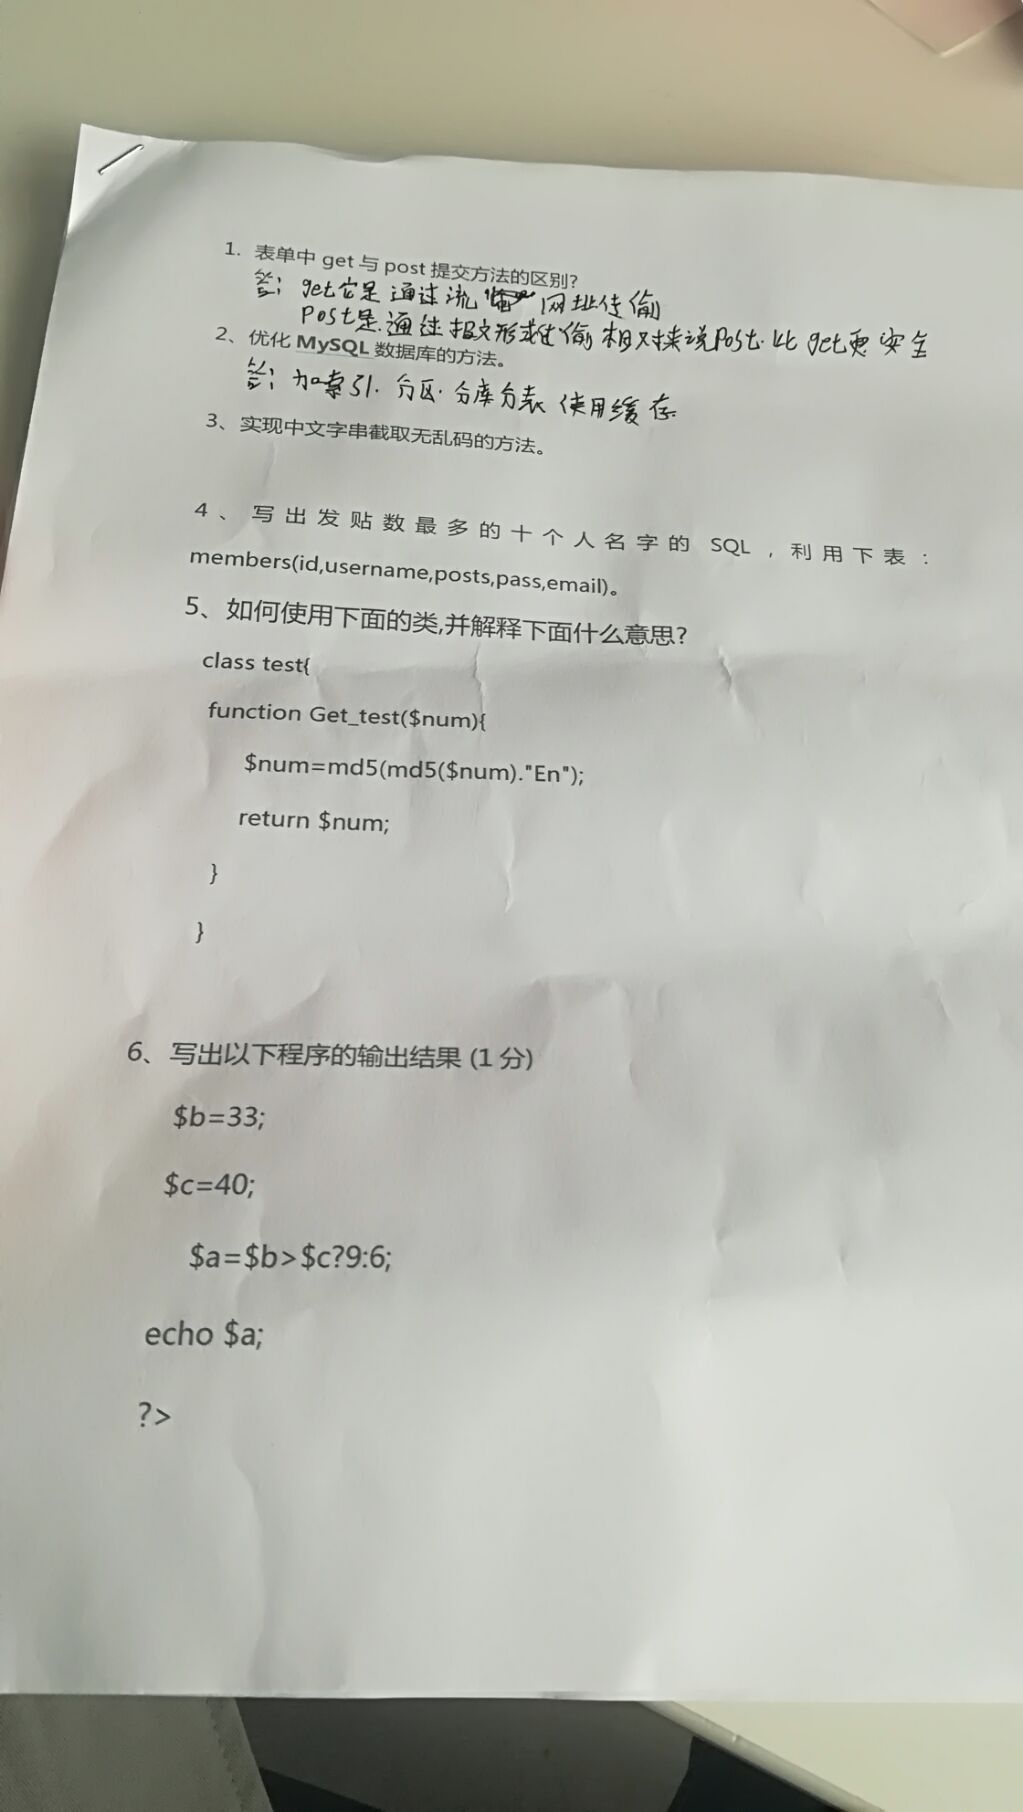 1. 表单中 get 与 post 提交方法的区别?
答: get它是通过流 网址传偷
Post是.通过报文形式传偷 相对来说Post.比get更安全
2、优化 MySQL 数据库的方法。
答: 加索引. 分区. 分库分表 使用缓存
3、实现中文字串截取无乱码的方法。
4、写出发贴数最多的十个人名字的 SQL,利用下表:
members(id,username,posts,pass,email)。
5、如何使用下面的类,并解释下面什么意思?
class test{
function Get_test($num){
$num=md5(md5($num)."En");
return $num;
}
}
6、写出以下程序的输出结果 (1 分)
$b=33;
$c=40;
$a=$b>$c?9:6;
echo $a;
?>